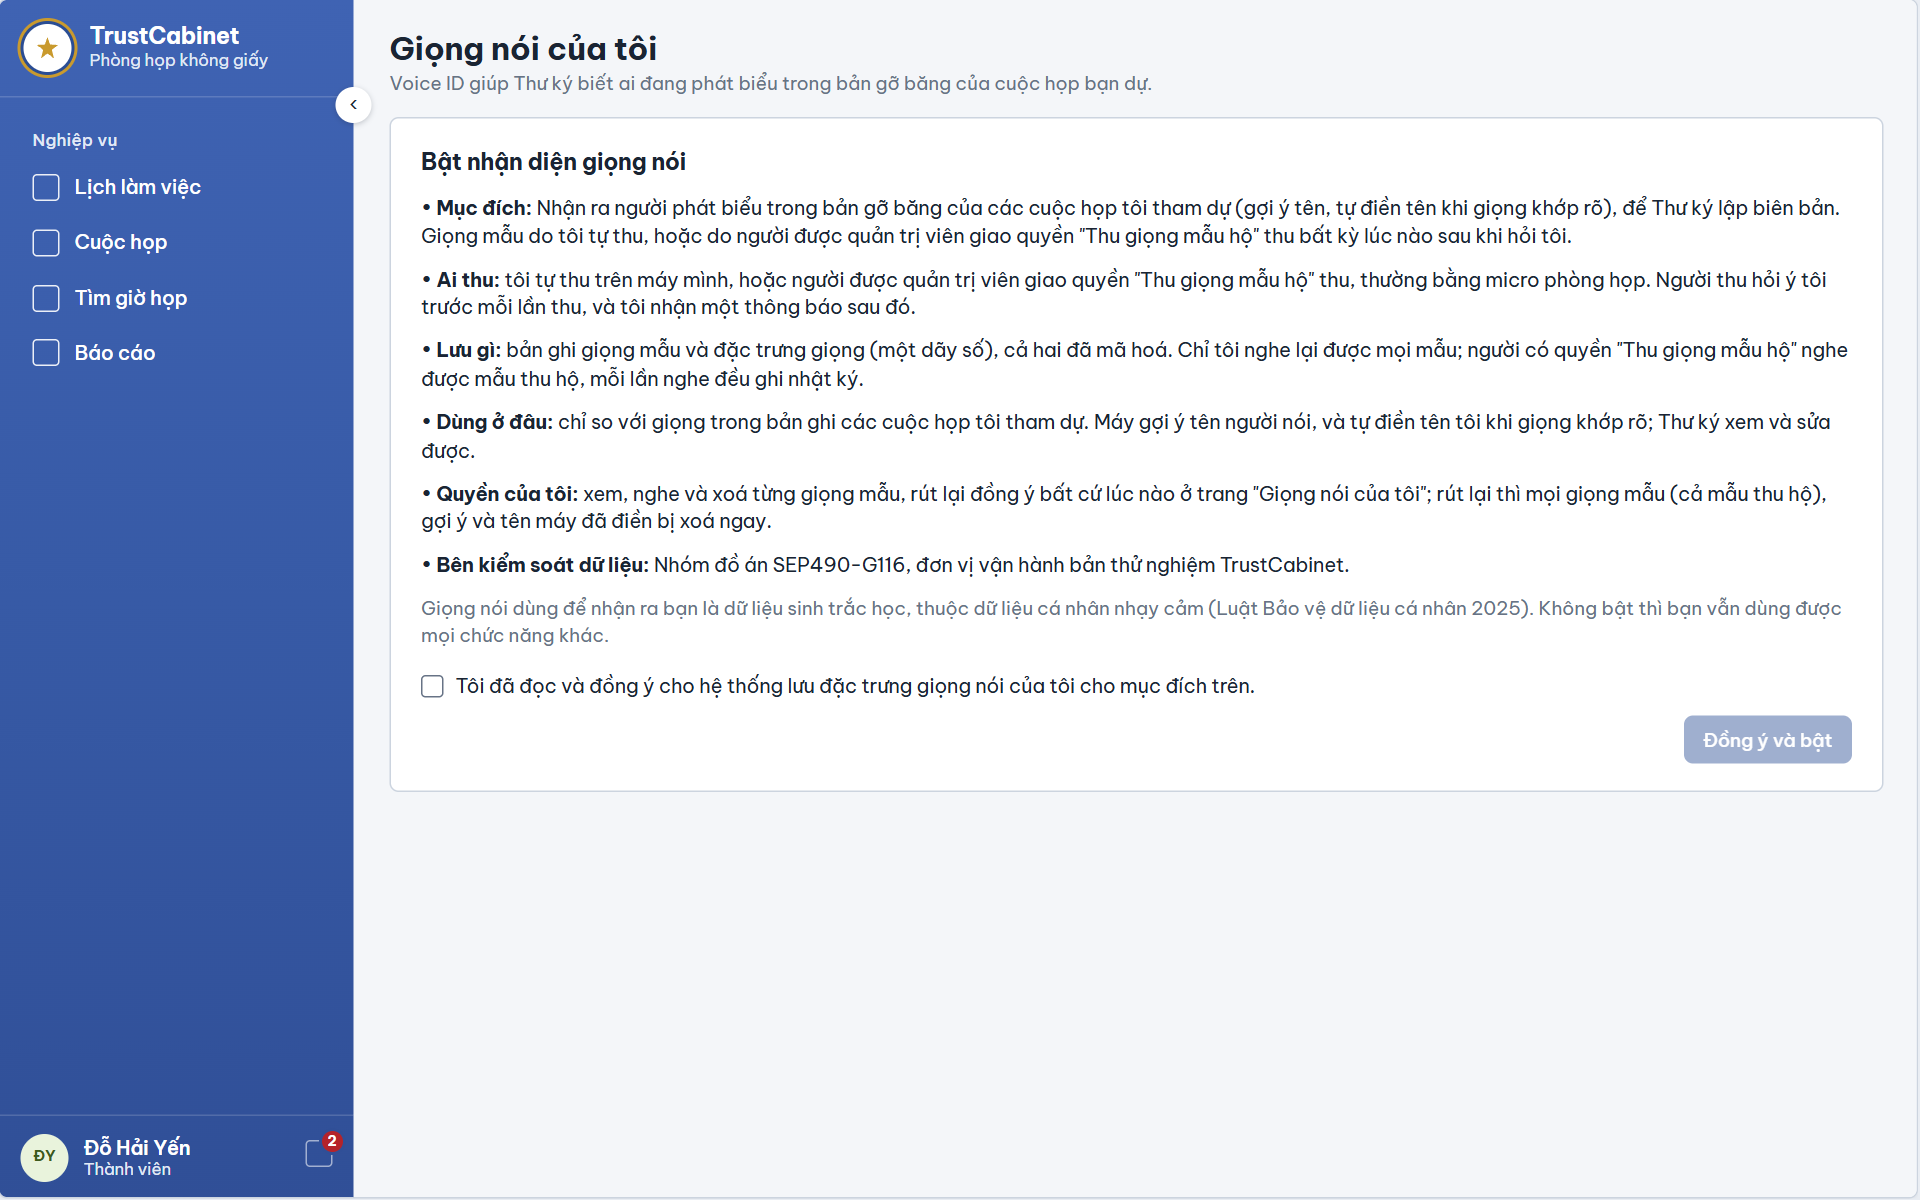 TrustCabinet
Phòng họp không giấy
Nghiệp vụ
Lịch làm việc
Cuộc họp
Tìm giờ họp
Báo cáo
ĐY
Đỗ Hải Yến
Thành viên
2
Giọng nói của tôi
Voice ID giúp Thư ký biết ai đang phát biểu trong bản gỡ băng của cuộc họp bạn dự.
Bật nhận diện giọng nói
• Mục đích: Nhận ra người phát biểu trong bản gỡ băng của các cuộc họp tôi tham dự (gợi ý tên, tự điền tên khi giọng khớp rõ), để Thư ký lập biên bản.
Giọng mẫu do tôi tự thu, hoặc do người được quản trị viên giao quyền "Thu giọng mẫu hộ" thu bất kỳ lúc nào sau khi hỏi tôi.
• Ai thu: tôi tự thu trên máy mình, hoặc người được quản trị viên giao quyền "Thu giọng mẫu hộ" thu, thường bằng micro phòng họp. Người thu hỏi ý tôi
trước mỗi lần thu, và tôi nhận một thông báo sau đó.
• Lưu gì: bản ghi giọng mẫu và đặc trưng giọng (một dãy số), cả hai đã mã hoá. Chỉ tôi nghe lại được mọi mẫu; người có quyền "Thu giọng mẫu hộ" nghe
được mẫu thu hộ, mỗi lần nghe đều ghi nhật ký.
• Dùng ở đâu: chỉ so với giọng trong bản ghi các cuộc họp tôi tham dự. Máy gợi ý tên người nói, và tự điền tên tôi khi giọng khớp rõ; Thư ký xem và sửa
được.
• Quyền của tôi: xem, nghe và xoá từng giọng mẫu, rút lại đồng ý bất cứ lúc nào ở trang "Giọng nói của tôi"; rút lại thì mọi giọng mẫu (cả mẫu thu hộ),
gợi ý và tên máy đã điền bị xoá ngay.
• Bên kiểm soát dữ liệu: Nhóm đồ án SEP490-G116, đơn vị vận hành bản thử nghiệm TrustCabinet.
Giọng nói dùng để nhận ra bạn là dữ liệu sinh trắc học, thuộc dữ liệu cá nhân nhạy cảm (Luật Bảo vệ dữ liệu cá nhân 2025). Không bật thì bạn vẫn dùng được
mọi chức năng khác.
Tôi đã đọc và đồng ý cho hệ thống lưu đặc trưng giọng nói của tôi cho mục đích trên.
Đồng ý và bật